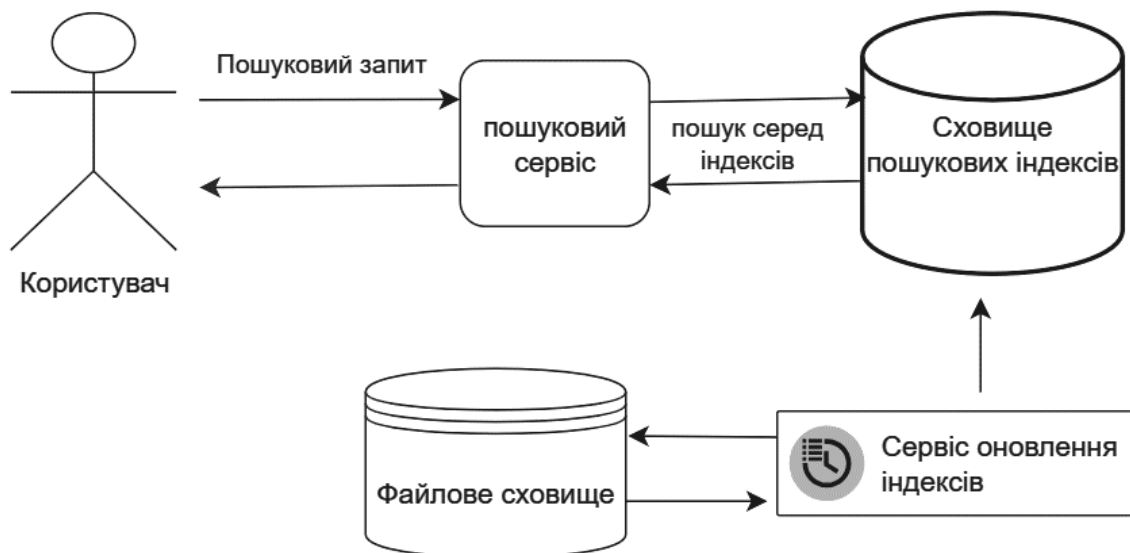 Пошуковий запит
пошуковий
сервіс
пошук серед
індексів
Сховище
пошукових індексів
Користувач
Файлове сховище
Сервіс оновлення
індексів